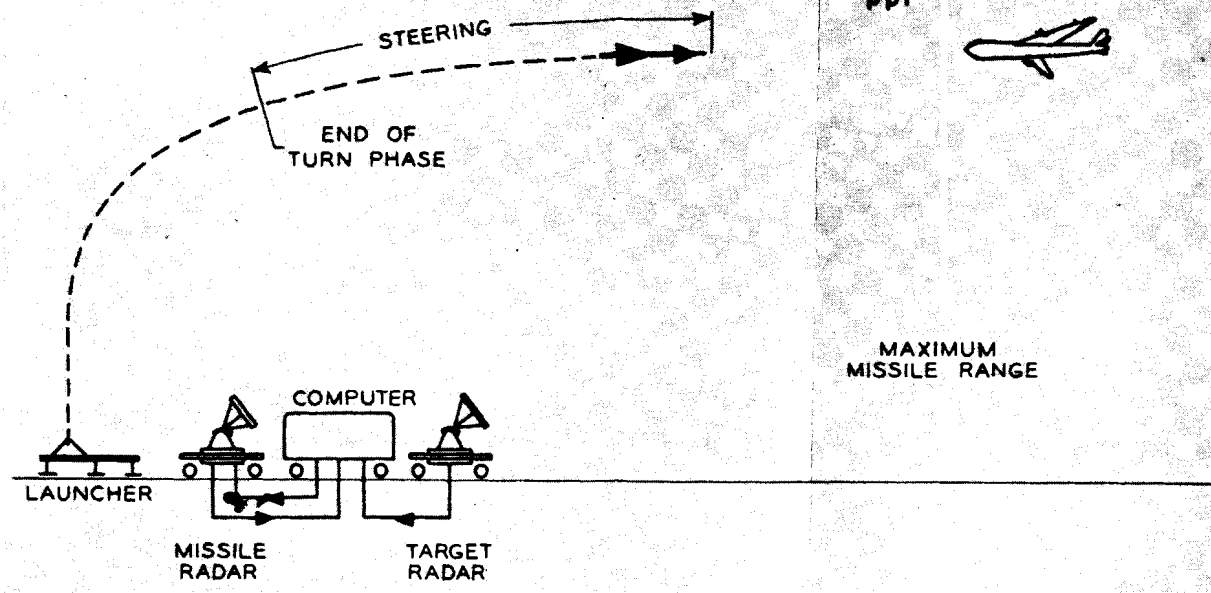 STEERING
END OF
TURN PHASE
MAXIMUM
MISSILE RANGE
COMPUTER
LAUNCHER
MISSILE
RADAR
TARGET
RADAR